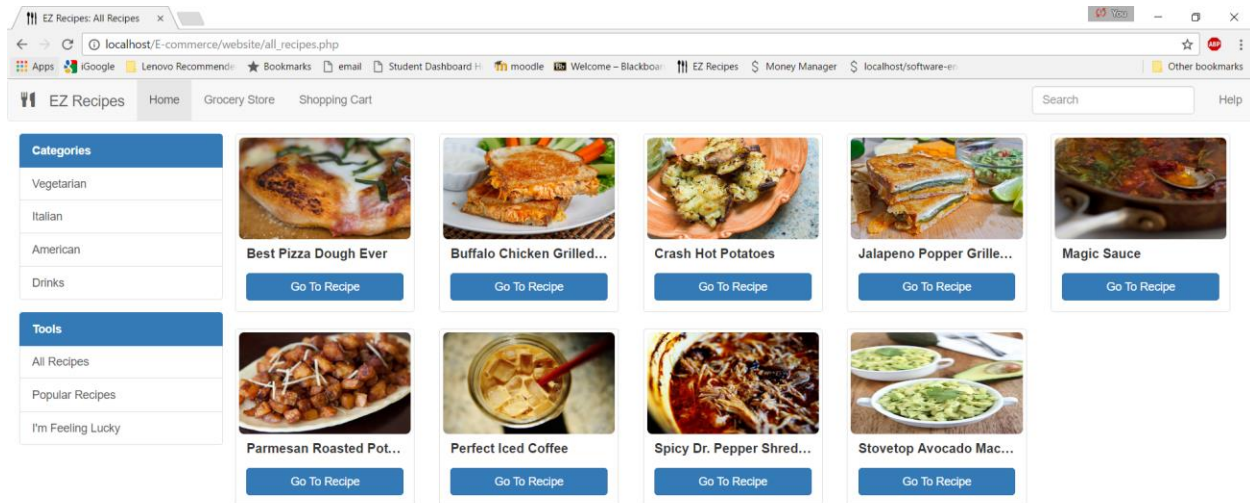 EZ Recipes: All Recipes
You
localhost/E-commerce/website/all_recipes.php
ABP
Apps iGoogle Lenovo Recommende Bookmarks email Student Dashboard H moodle Bb Welcome – Blackboar EZ Recipes Money Manager localhost/software-en Other bookmarks
EZ Recipes Home Grocery Store Shopping Cart Search Help
Categories
Vegetarian
Italian
American
Drinks
Tools
All Recipes
Popular Recipes
I'm Feeling Lucky
Best Pizza Dough Ever
Go To Recipe
Buffalo Chicken Grilled...
Go To Recipe
Crash Hot Potatoes
Go To Recipe
Jalapeno Popper Grille...
Go To Recipe
Magic Sauce
Go To Recipe
Parmesan Roasted Pot...
Go To Recipe
Perfect Iced Coffee
Go To Recipe
Spicy Dr. Pepper Shred...
Go To Recipe
Stovetop Avocado Mac...
Go To Recipe